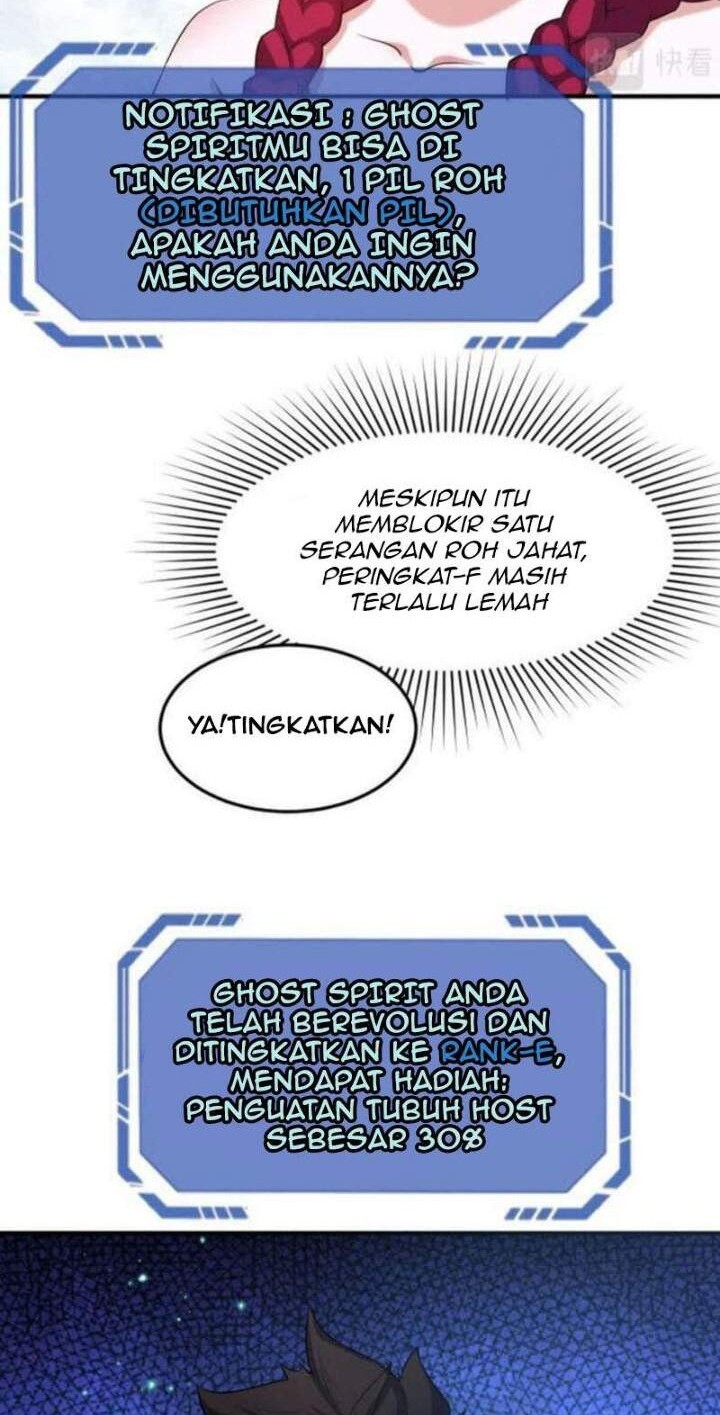 快看
NOTIFIKASI : GHOST
SPIRITMU BISA DI
TINGKATKAN, 1 PIL ROH
(DIBUTUHKAN PIL),
APAKAH ANDA INGIN
MENGGUNAKANNYA?
MESKIPUN ITU
MEMBLOKIR SATU
SERANGAN ROH JAHAT,
PERINGKAT-F MASIH
TERLALU LEMAH
YA!TINGKATKAN!
GHOST SPIRIT ANDA
TELAH BEREVOLUSI DAN
DITINGKATKAN KE RANK-E,
MENDAPAT HADIAH:
PENGUATAN TUBUH HOST
SEBESAR 30%